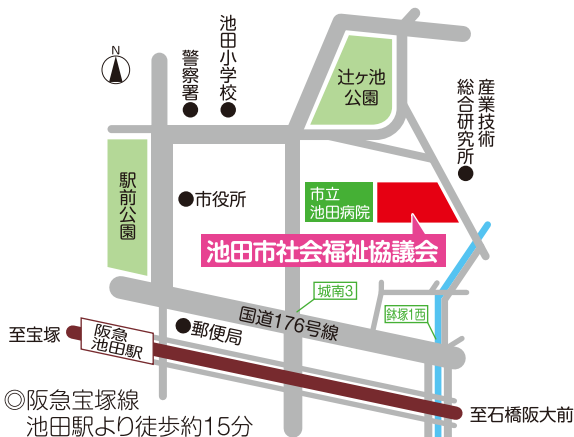 N
警察署
池田小学校
辻ヶ池
公園
産業技術
総合研究所
駅前公園
市役所
市立
池田病院
池田市社会福祉協議会
城南3
国道176号線
鉢塚1西
郵便局
至宝塚
阪急
池田駅
至石橋阪大前
◎阪急宝塚線
池田駅より徒歩約15分